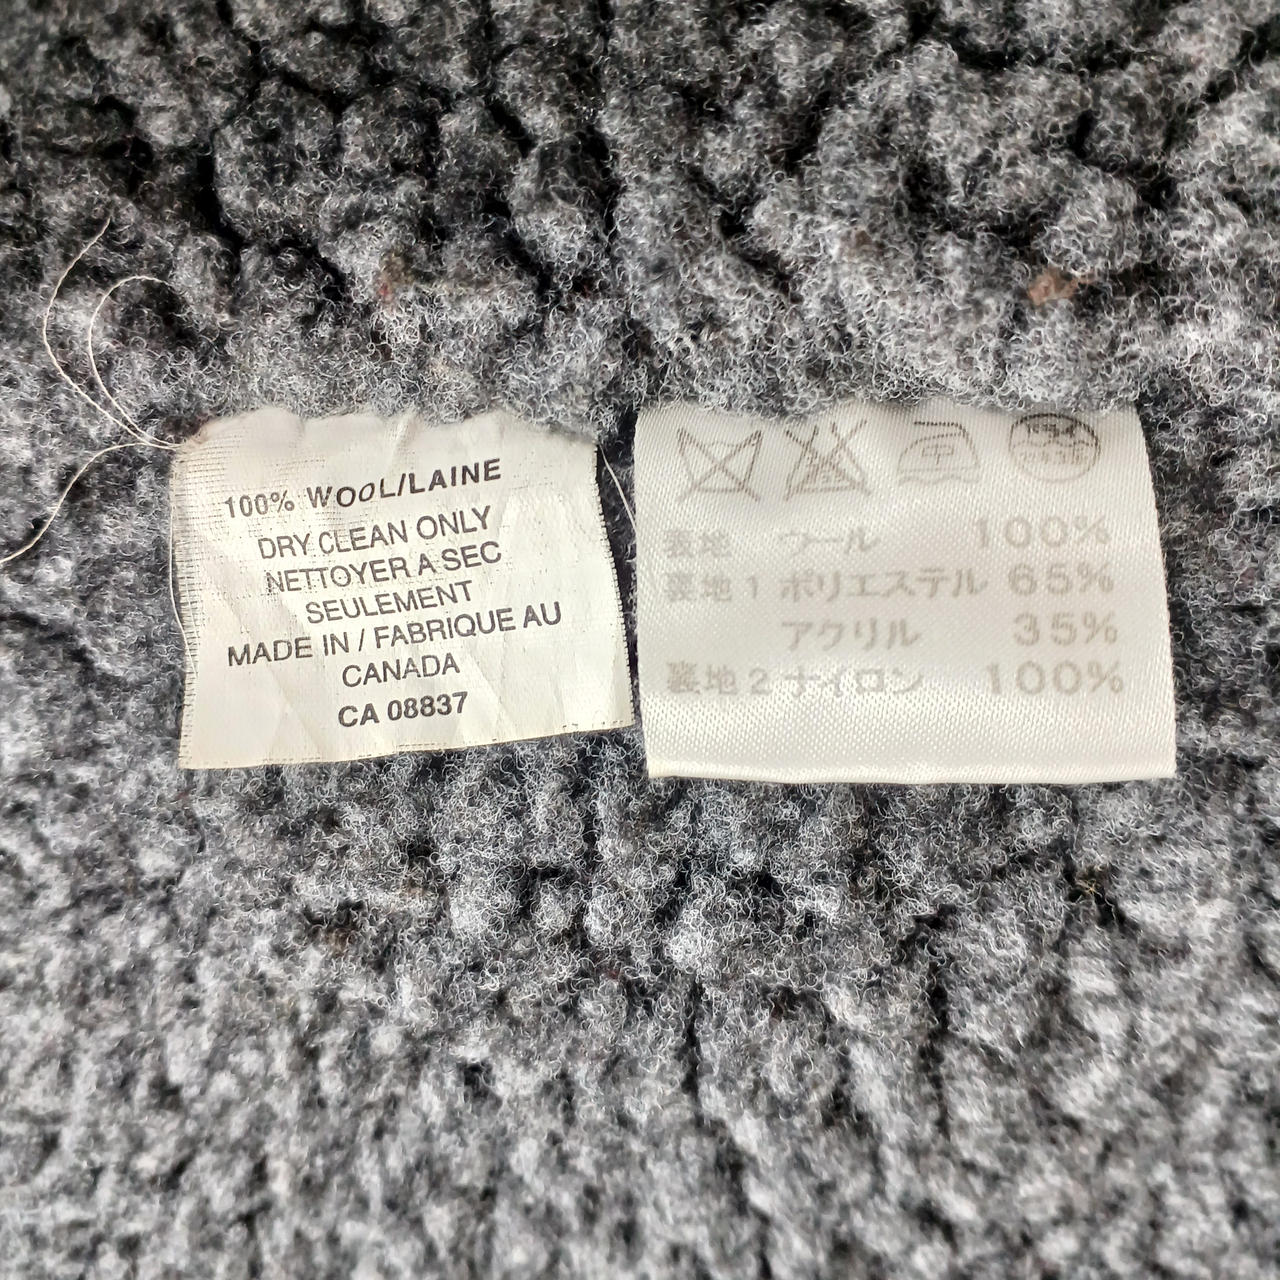 100% WOOL/LAINE
DRY CLEAN ONLY
NETTOYER A SEC
SEULEMENT
MADE IN / FABRIQUE AU
CANADA
CA 08837
中
表地 ウール 100%
裏地1 ポリエステル 65%
アクリル 35%
裏地2 ナイロン 100%